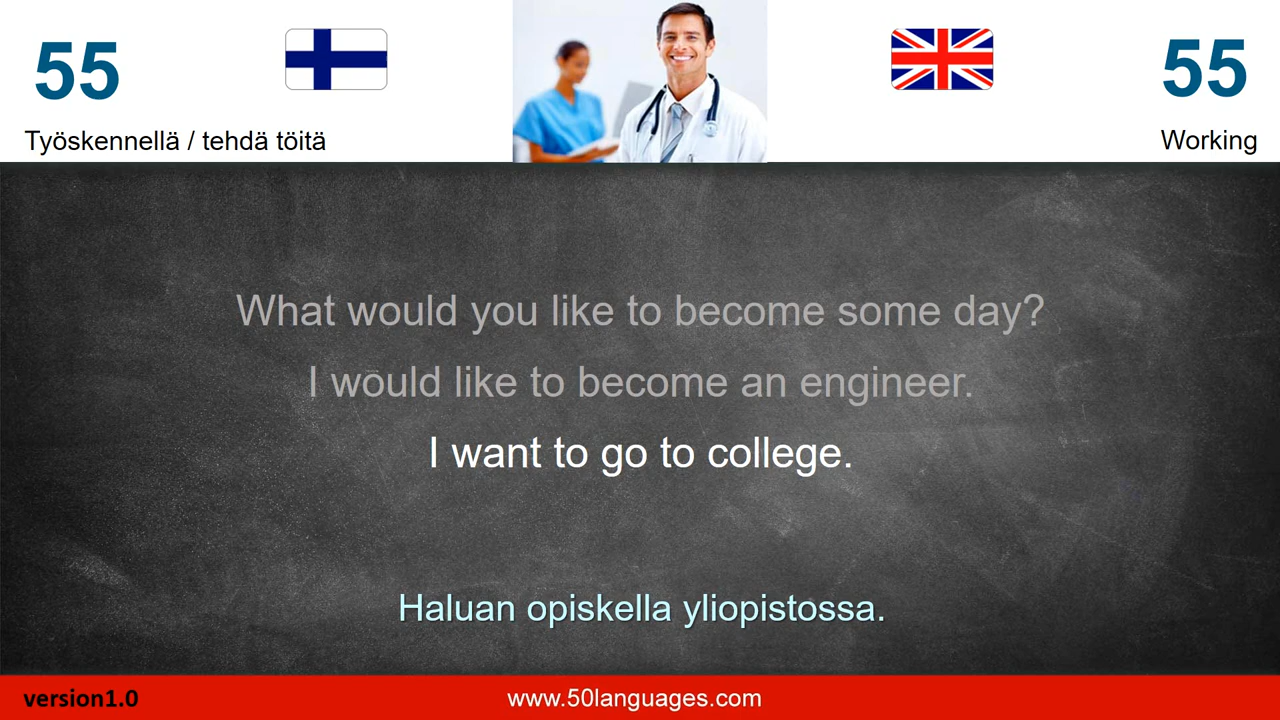 55
55
Työskennellä / tehdä töitä
Working
What would you like to become some day?
I would like to become an engineer.
I want to go to college.
Haluan opiskella yliopistossa.
version1.0
www.50languages.com